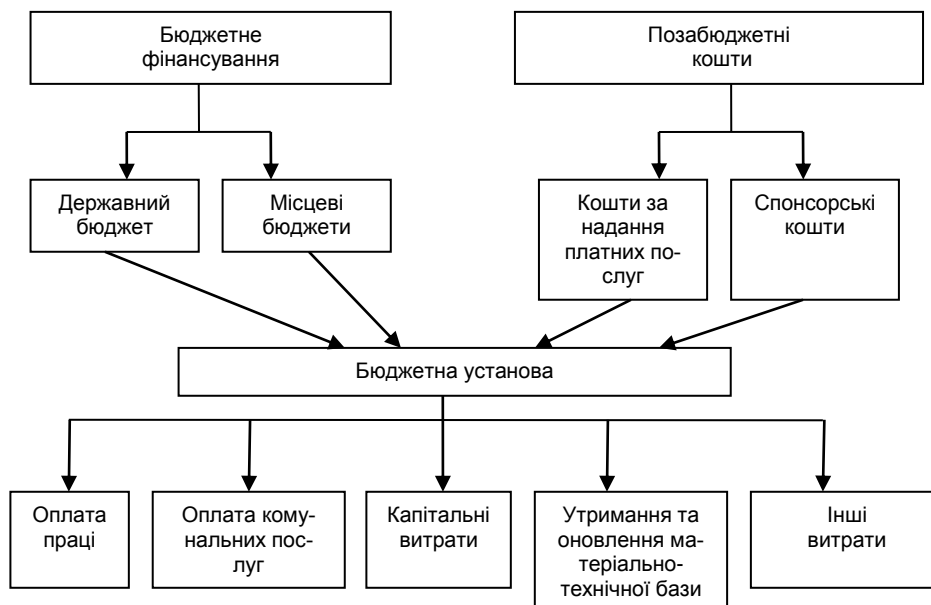 Бюджетне
фінансування
Позабюджетні
кошти
Державний
бюджет
Місцеві
бюджети
Кошти за
надання
платних по-
слуг
Спонсорські
кошти
Бюджетна установа
Оплата
праці
Оплата кому-
нальних пос-
луг
Капітальні
витрати
Утримання та
оновлення ма-
теріально-
технічної бази
Інші
витрати